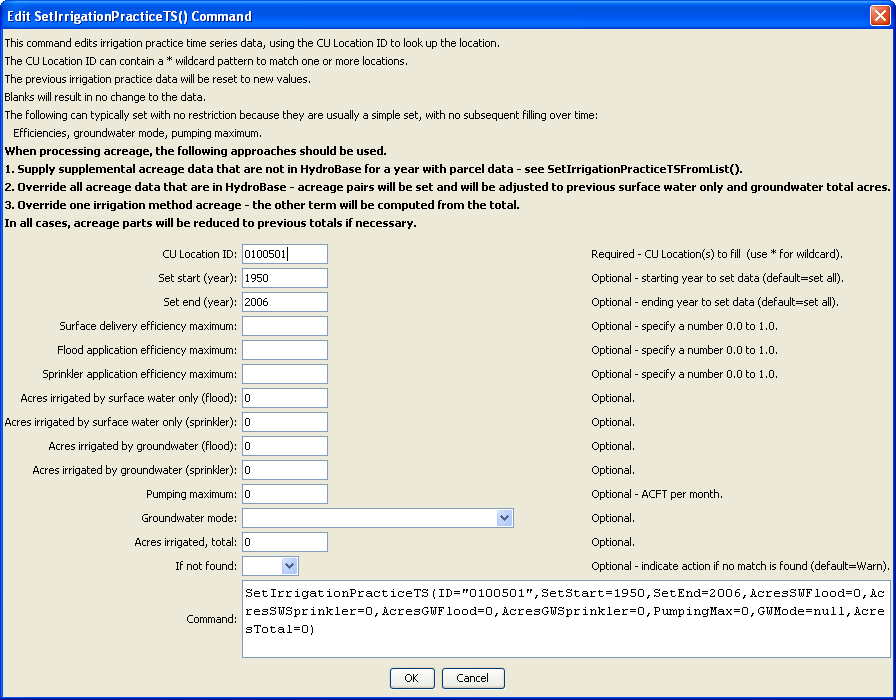 Edit SetIrrigationPracticeTS() Command
This command edits irrigation practice time series data, using the CU Location ID to look up the location.
The CU Location ID can contain a * wildcard pattern to match one or more locations.
The previous irrigation practice data will be reset to new values.
Blanks will result in no change to the data.
The following can typically set with no restriction because they are usually a simple set, with no subsequent filling over time:
Efficiencies, groundwater mode, pumping maximum.
When processing acreage, the following approaches should be used.
1. Supply supplemental acreage data that are not in HydroBase for a year with parcel data - see SetIrrigationPracticeTSFromList().
2. Override all acreage data that are in HydroBase - acreage pairs will be set and will be adjusted to previous surface water only and groundwater total acres.
3. Override one irrigation method acreage - the other term will be computed from the total.
In all cases, acreage parts will be reduced to previous totals if necessary.
CU Location ID: 0100501 Required - CU Location(s) to fill (use * for wildcard).
Set start (year): 1950 Optional - starting year to set data (default=set all).
Set end (year): 2006 Optional - ending year to set data (default=set all).
Surface delivery efficiency maximum: Optional - specify a number 0.0 to 1.0.
Flood application efficiency maximum: Optional - specify a number 0.0 to 1.0.
Sprinkler application efficiency maximum: Optional - specify a number 0.0 to 1.0.
Acres irrigated by surface water only (flood): 0 Optional.
Acres irrigated by surface water only (sprinkler): 0 Optional.
Acres irrigated by groundwater (flood): 0 Optional.
Acres irrigated by groundwater (sprinkler): 0 Optional.
Pumping maximum: 0 Optional - ACFT per month.
Groundwater mode: Optional.
Acres irrigated, total: 0 Optional.
If not found: Optional - indicate action if no match is found (default=Warn).
Command: SetIrrigationPracticeTS(ID="0100501",SetStart=1950,SetEnd=2006,AcresSWFlood=0,Ac
resSWSprinkler=0,AcresGWFlood=0,AcresGWSprinkler=0,PumpingMax=0,GWMode=null,Acre
sTotal=0)
OK Cancel